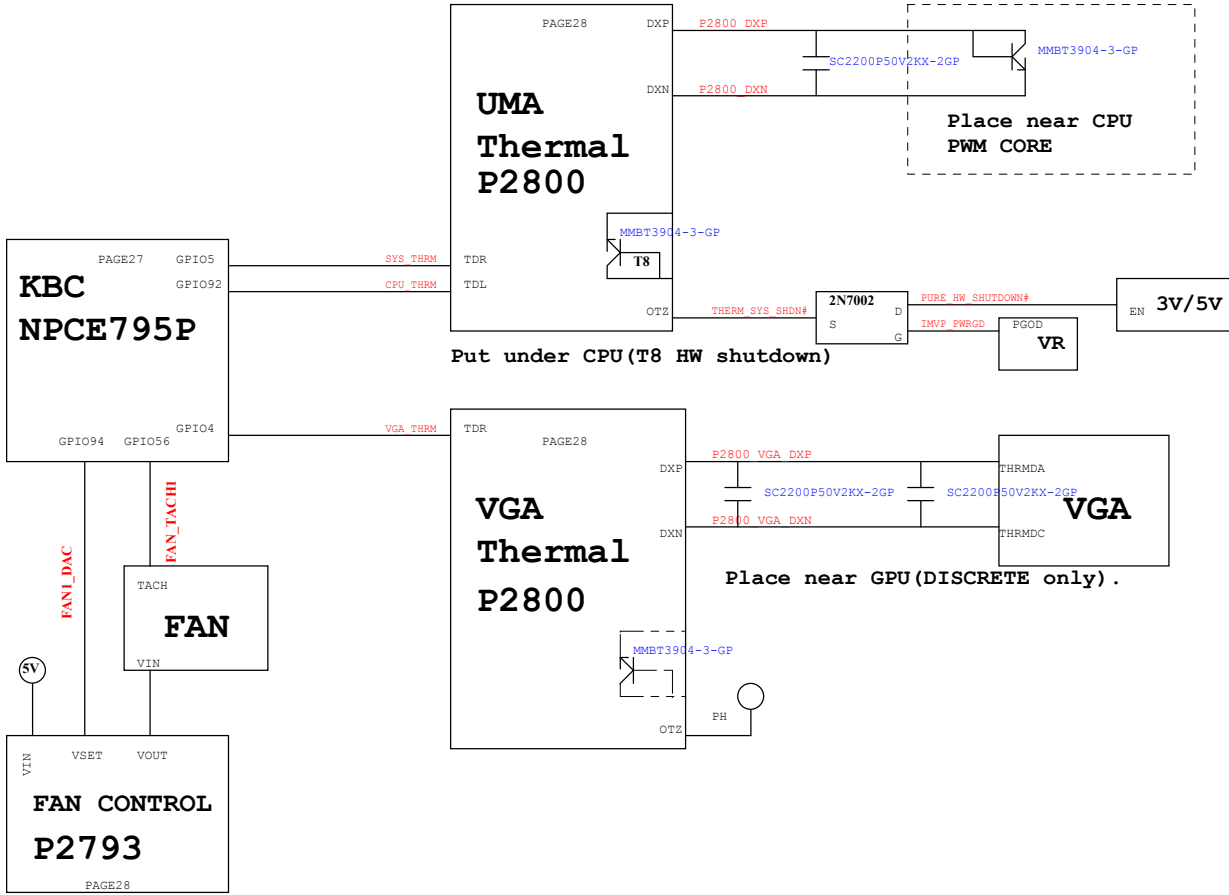 PAGE28
DXP
P2800_DXP
SC2200P50V2KX-2GP
MMBT3904-3-GP
DXN
P2800_DXN
UMA
Thermal
P2800
Place near CPU
PWM CORE
MMBT3904-3-GP
T8
TDR
TDL
OTZ
SYS_THRM
CPU_THRM
PAGE27
GPIO5
GPIO92
KBC
NPCE795P
GPIO4
GPIO94
GPIO56
THERM_SYS_SHDN#
2N7002
S
D
G
PURE_HW_SHUTDOWN#
IMVP_PWRGD
EN
3V/5V
PGOD
VR
Put under CPU(T8 HW shutdown)
VGA_THRM
TDR
PAGE28
DXP
P2800_VGA_DXP
SC2200P50V2KX-2GP
SC2200P50V2KX-2GP
DXN
P2800_VGA_DXN
THRMDA
VGA
THRMDC
VGA
Thermal
P2800
Place near GPU(DISCRETE only).
MMBT3904-3-GP
OTZ
PH
FAN1_DAC
FAN_TACH1
TACH
FAN
VIN
5V
VIN
VSET
VOUT
FAN CONTROL
P2793
PAGE28